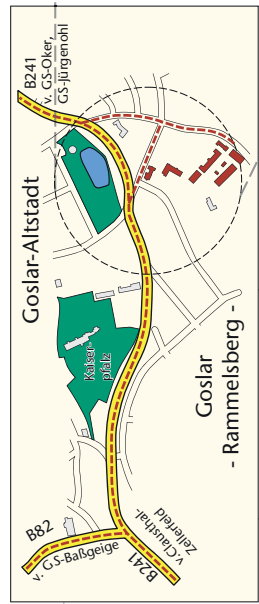 B241
v. GS-Oker,
GS-Jürgenohl
Goslar-Altstadt
Kaiser-
pfalz
Goslar
- Rammelsberg -
B82
v. GS-Baßgeige
B241
v.Clausthal-
Zellerfeld